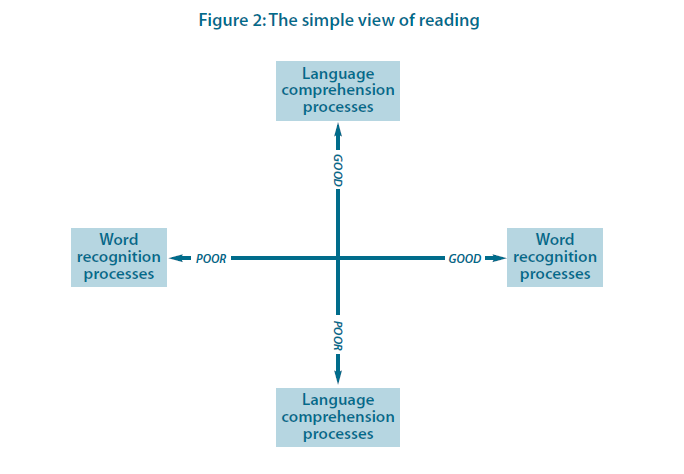 Figure 2: The simple view of reading
Language
comprehension
processes
GOOD
Word
recognition
processes
POOR
GOOD
Word
recognition
processes
POOR
Language
comprehension
processes